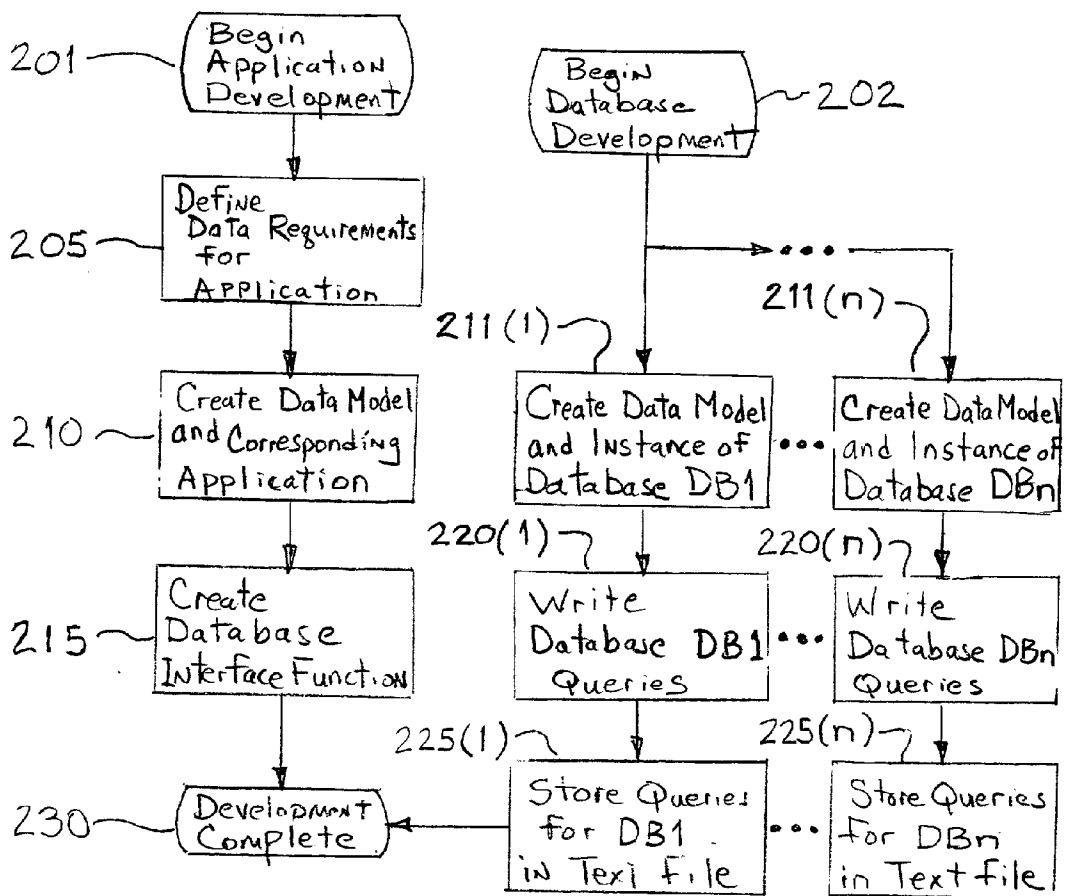 201
Begin
Application
Development
Begin
Database
Development
202
205
Define
Data Requirements
for
Application
211(1)
211(n)
210
Create Data Model
and Corresponding
Application
Create Data Model
and Instance of
Database DB1
Create Data Model
and Instance of
Database DBn
220(1)
220(n)
215
Create
Database
Interface Function
Write
Database DB1
Queries
Write
Database DBn
Queries
225(1)
225(n)
230
Development
Complete
Store Queries
for DB1
in Text File
Store Queries
for DBn
in Text file